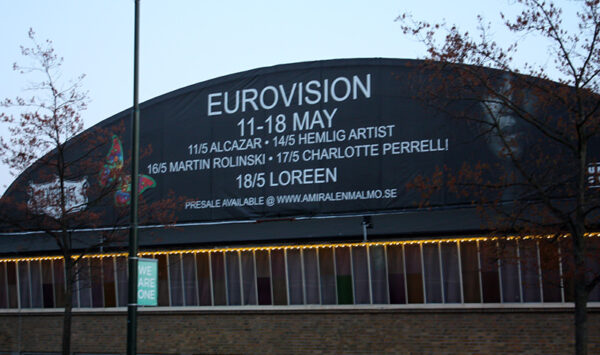 EUROVISION
11-18 MAY
11/5 ALCAZAR • 14/5 HEMLIG ARTIST
16/5 MARTIN ROLINSKI • 17/5 CHARLOTTE PERRELLI
18/5 LOREEN
PRESALE AVAILABLE @ WWW.AMIRALENMALMO.SE
WE
ARE
ONE